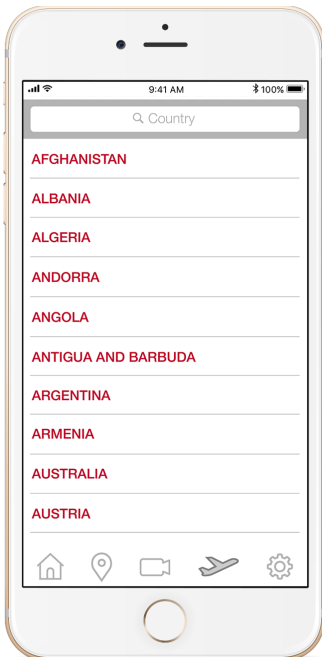 9:41 AM
100%
Country
AFGHANISTAN
ALBANIA
ALGERIA
ANDORRA
ANGOLA
ANTIGUA AND BARBUDA
ARGENTINA
ARMENIA
AUSTRALIA
AUSTRIA